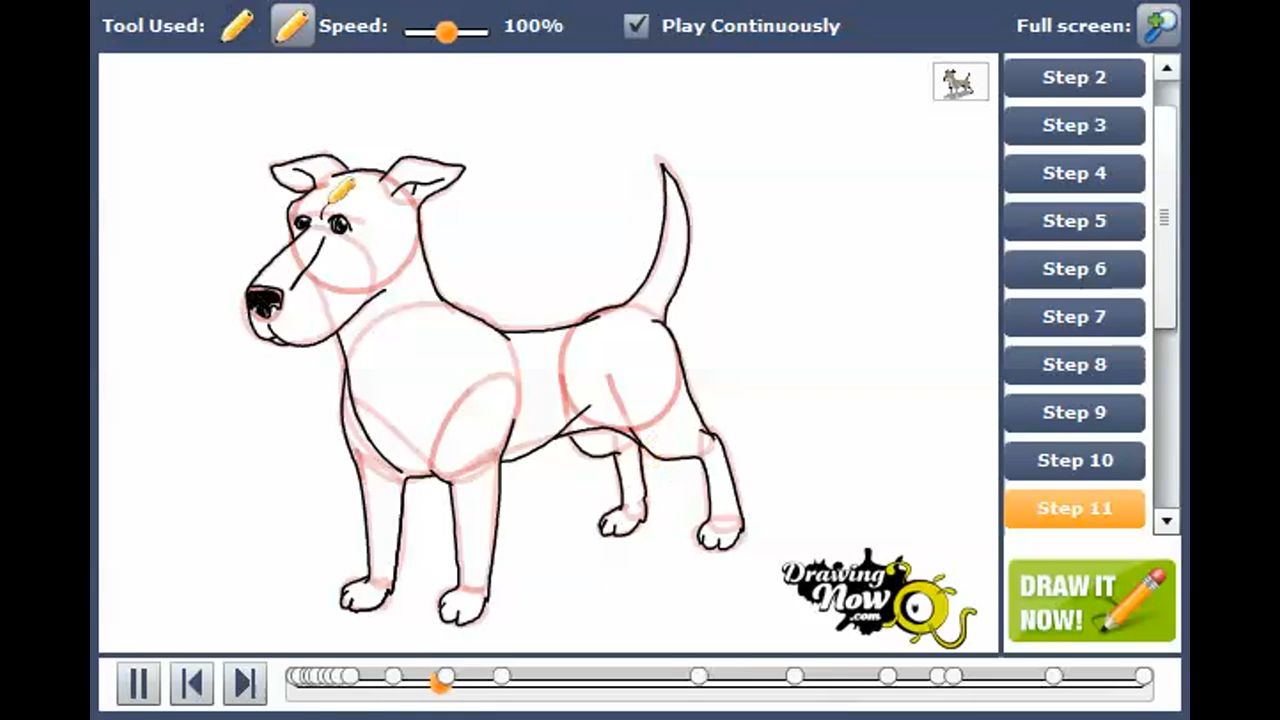 Tool Used:
Speed:
100%
Play Continuously
Full screen:
Step 2
Step 3
Step 4
Step 5
Step 6
Step 7
Step 8
Step 9
Step 10
Step 11
Drawing
Now
.com
DRAW IT
NOW!